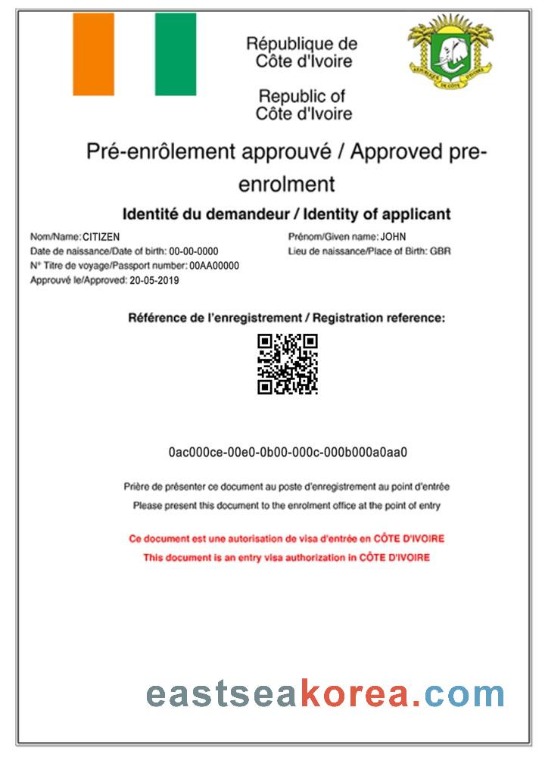 République de
Côte d'Ivoire
Republic of
Côte d'Ivoire
Pré-enrôlement approuvé / Approved pre-
enrolment
Identité du demandeur / Identity of applicant
Nom/Name: CITIZEN
Prénom/Given name: JOHN
Date de naissance/Date of birth: 00-00-0000
Lieu de naissance/Place of Birth: GBR
N° Titre de voyage/Passport number: 00AA00000
Approuvé le/Approved: 20-05-2019
Référence de l'enregistrement / Registration reference:
0ac000ce-00e0-0b00-000c-000b000a0aa0
Prière de présenter ce document au poste d'enregistrement au point d'entrée
Please present this document to the enrolment office at the point of entry
Ce document est une autorisation de visa d'entrée en CÔTE D'IVOIRE
This document is an entry visa authorization in CÔTE D'IVOIRE
eastseakorea.com